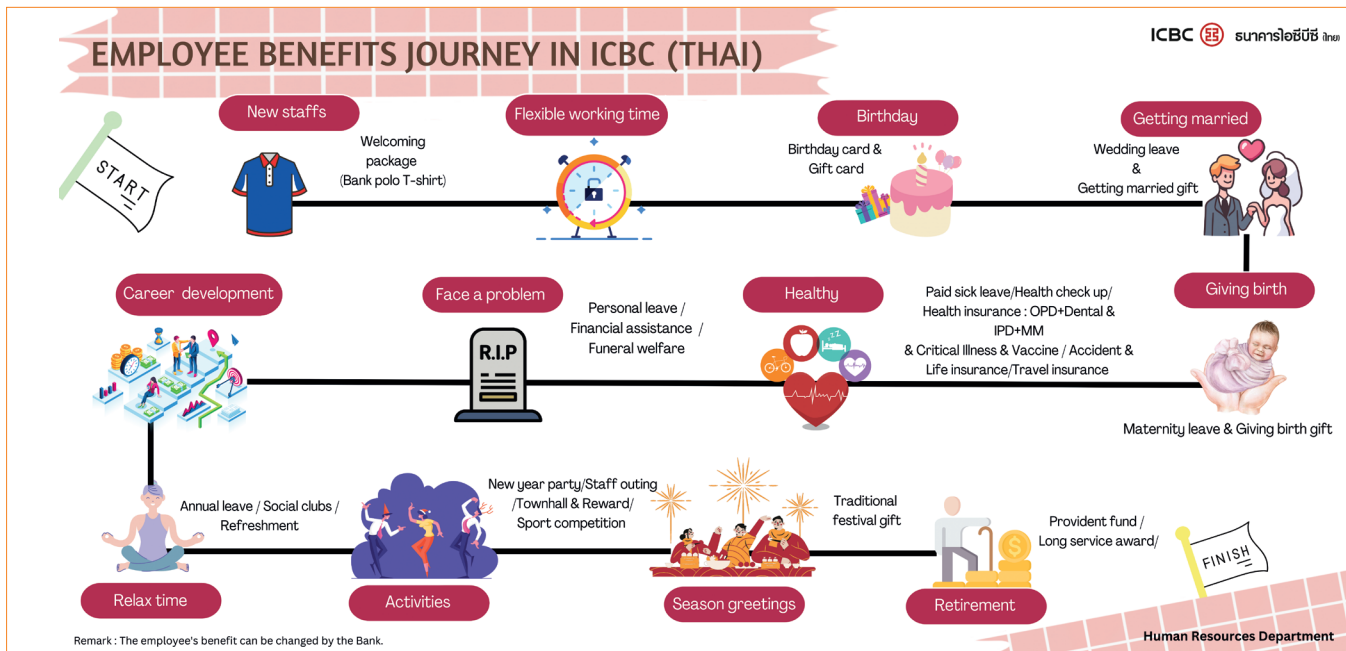 EMPLOYEE BENEFITS JOURNEY IN ICBC (THAI)
ICBC ธนาคารไอซีบีซี (ไทย)
START
New staffs
Welcoming
package
(Bank polo T-shirt)
Flexible working time
Birthday
Birthday card &
Gift card
Getting married
Wedding leave
&
Getting married gift
Career development
Face a problem
R.I.P
Personal leave /
Financial assistance /
Funeral welfare
Healthy
Paid sick leave/Health check up/
Health insurance : OPD+Dental &
IPD+MM
& Critical Illness & Vaccine / Accident &
Life insurance/Travel insurance
Giving birth
Maternity leave & Giving birth gift
Annual leave / Social clubs /
Refreshment
Relax time
New year party/Staff outing
/Townhall & Reward/
Sport competition
Activities
Traditional
festival gift
Season greetings
Provident fund /
Long service award/
Retirement
FINISH
Remark : The employee's benefit can be changed by the Bank.
Human Resources Department